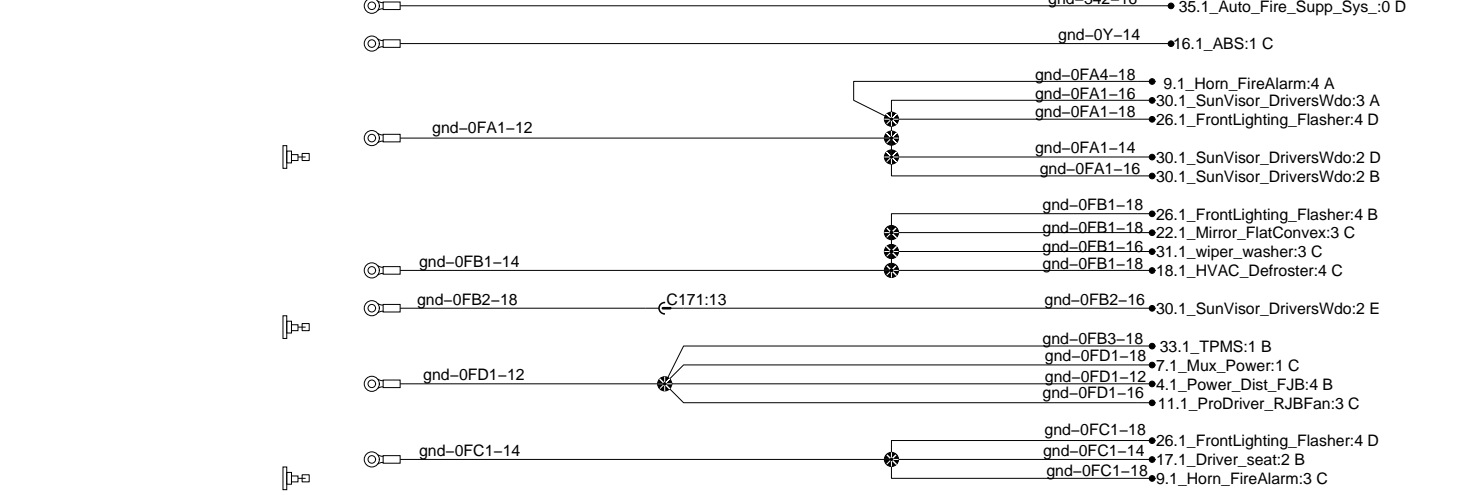 35.1_Auto_Fire_Supp_Sys_:0 D
gnd–0Y–14
16.1_ABS:1 C
gnd–0FA4–18
9.1_Horn_FireAlarm:4 A
gnd–0FA1–16
30.1_SunVisor_DriversWdo:3 A
gnd–0FA1–18
26.1_FrontLighting_Flasher:4 D
gnd–0FA1–12
gnd–0FA1–14
30.1_SunVisor_DriversWdo:2 D
gnd–0FA1–16
30.1_SunVisor_DriversWdo:2 B
gnd–0FB1–18
26.1_FrontLighting_Flasher:4 B
gnd–0FB1–18
22.1_Mirror_FlatConvex:3 C
gnd–0FB1–16
31.1_wiper_washer:3 C
gnd–0FB1–14
gnd–0FB1–18
18.1_HVAC_Defroster:4 C
gnd–0FB2–18
C171:13
gnd–0FB2–16
30.1_SunVisor_DriversWdo:2 E
gnd–0FB3–18
33.1_TPMS:1 B
gnd–0FD1–18
7.1_Mux_Power:1 C
gnd–0FD1–12
gnd–0FD1–12
4.1_Power_Dist_FJB:4 B
gnd–0FD1–16
11.1_ProDriver_RJBFan:3 C
gnd–0FC1–18
26.1_FrontLighting_Flasher:4 D
gnd–0FC1–14
gnd–0FC1–14
17.1_Driver_seat:2 B
gnd–0FC1–18
9.1_Horn_FireAlarm:3 C